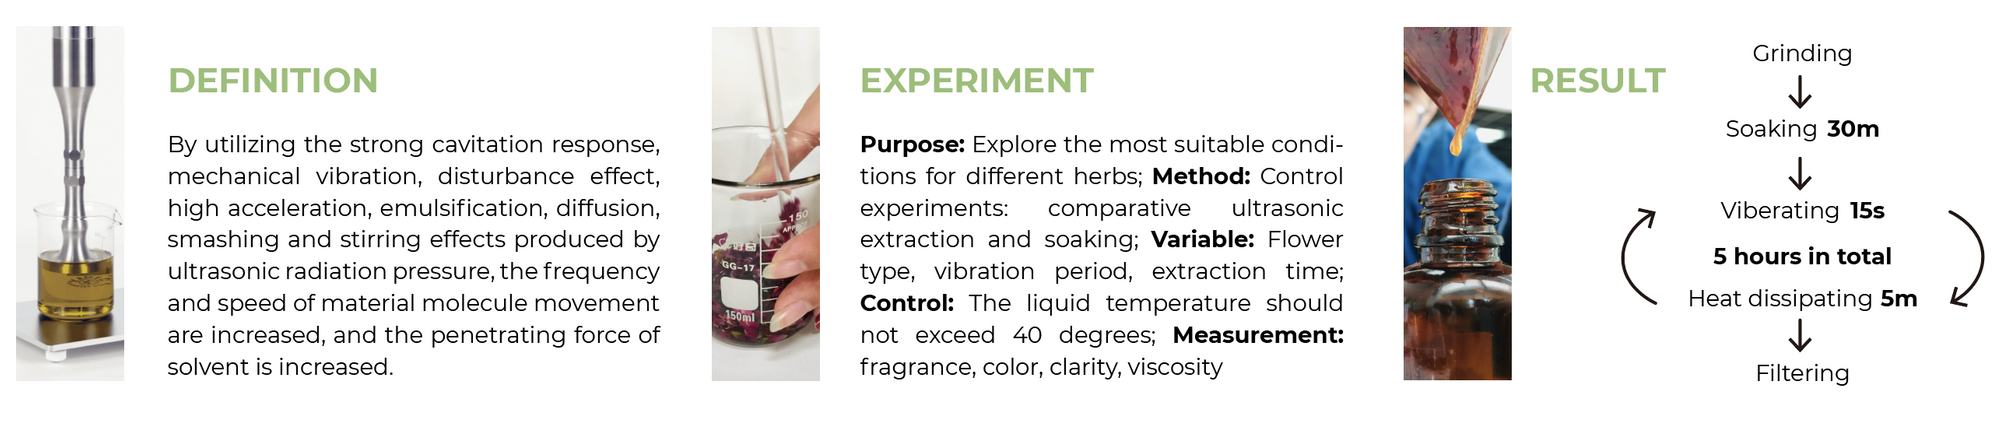 DEFINITION
By utilizing the strong cavitation response,
mechanical vibration, disturbance effect,
high acceleration, emulsification, diffusion,
smashing and stirring effects produced by
ultrasonic radiation pressure, the frequency
and speed of material molecule movement
are increased, and the penetrating force of
solvent is increased.
EXPERIMENT
Purpose: Explore the most suitable condi-
tions for different herbs; Method: Control
experiments: comparative ultrasonic
extraction and soaking; Variable: Flower
type, vibration period, extraction time;
Control: The liquid temperature should
not exceed 40 degrees; Measurement:
fragrance, color, clarity, viscosity
150
GG-17
150ml
RESULT
Grinding
Soaking 30m
Viberating 15s
5 hours in total
Heat dissipating 5m
Filtering